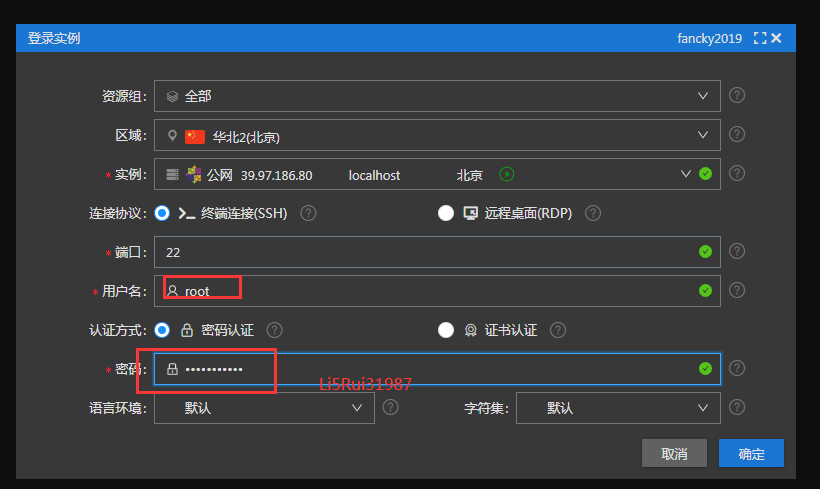 登录实例 fancky2019
资源组: 全部
区域: 华北2(北京)
* 实例: 公网 39.97.186.80 localhost 北京
连接协议: 终端连接(SSH) 远程桌面(RDP)
* 端口: 22
* 用户名: root
认证方式: 密码认证 证书认证
* 密码: •••••••••••
Li5Rui31987
语言环境: 默认 字符集: 默认
取消 确定